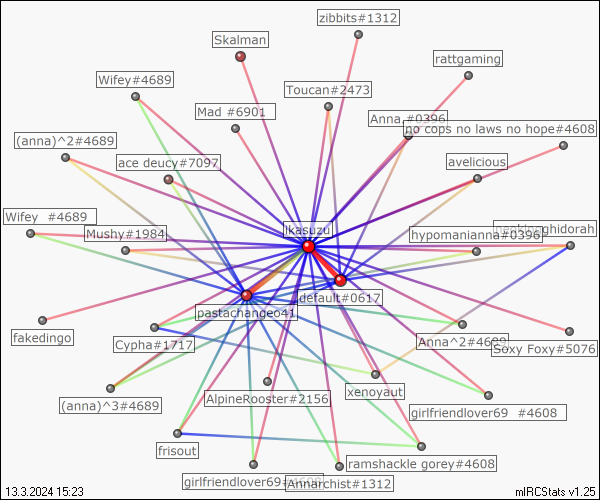 zibbits#1312
Skalman
rattgaming
Wifey#4689
Toucan#2473
Mad #6901
Anna #0396
no cops no laws no hope#4608
(anna)^2#4689
ace deucy#7097
avelicious
Wifey #4689
Mushy#1984
ikasuzu
hypomanianna#0396
ghidorah
default#0617
pastachangeo41
fakedingo
Cypha#1717
Anna^2#4689
Soxy Foxy#5076
(anna)^3#4689
AlpineRooster#2156
xenoyaut
girlfriendlover69 #4608
frisout
ramshackle gorey#4608
girlfriendlover69#4608
Annarchist#1312
13.3.2024 15:23
mIRCStats v1.25